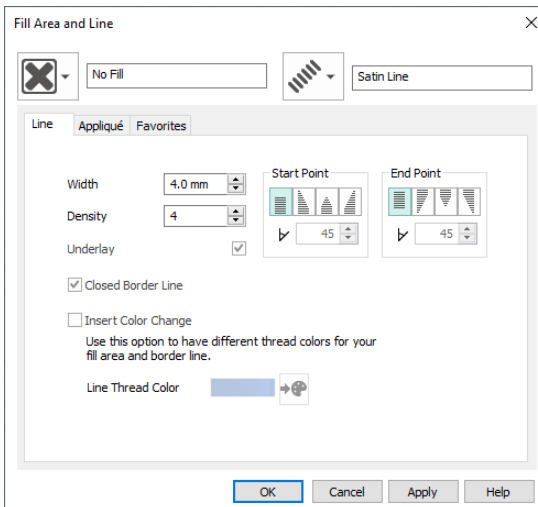 Fill Area and Line
No Fill
Satin Line
Line
Appliqué
Favorites
Width
4.0 mm
Density
4
Underlay
Start Point
45
End Point
45
Closed Border Line
Insert Color Change
Use this option to have different thread colors for your
fill area and border line.
Line Thread Color
OK
Cancel
Apply
Help